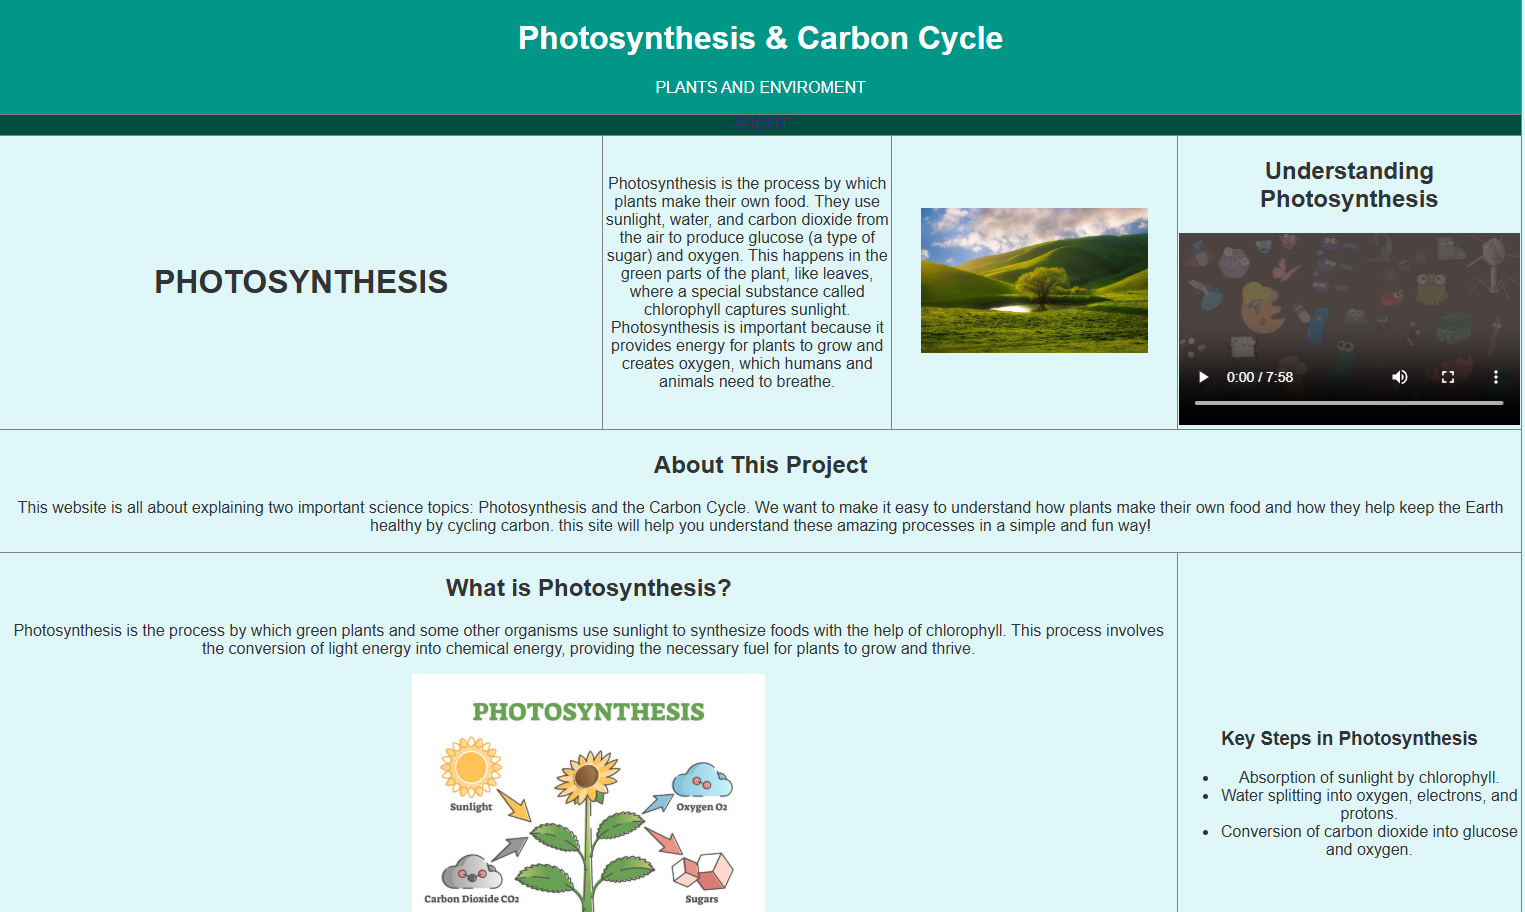 Photosynthesis & Carbon Cycle
PLANTS AND ENVIROMENT
ABOUT
PHOTOSYNTHESIS
Photosynthesis is the process by which
plants make their own food. They use
sunlight, water, and carbon dioxide from
the air to produce glucose (a type of
sugar) and oxygen. This happens in the
green parts of the plant, like leaves,
where a special substance called
chlorophyll captures sunlight.
Photosynthesis is important because it
provides energy for plants to grow and
creates oxygen, which humans and
animals need to breathe.
Understanding
Photosynthesis
0:00 / 7:58
About This Project
This website is all about explaining two important science topics: Photosynthesis and the Carbon Cycle. We want to make it easy to understand how plants make their own food and how they help keep the Earth
healthy by cycling carbon. this site will help you understand these amazing processes in a simple and fun way!
What is Photosynthesis?
Photosynthesis is the process by which green plants and some other organisms use sunlight to synthesize foods with the help of chlorophyll. This process involves
the conversion of light energy into chemical energy, providing the necessary fuel for plants to grow and thrive.
PHOTOSYNTHESIS
Sunlight
Oxygen O2
Carbon Dioxide CO2
Sugars
Key Steps in Photosynthesis
• Absorption of sunlight by chlorophyll.
• Water splitting into oxygen, electrons, and
protons.
• Conversion of carbon dioxide into glucose
and oxygen.